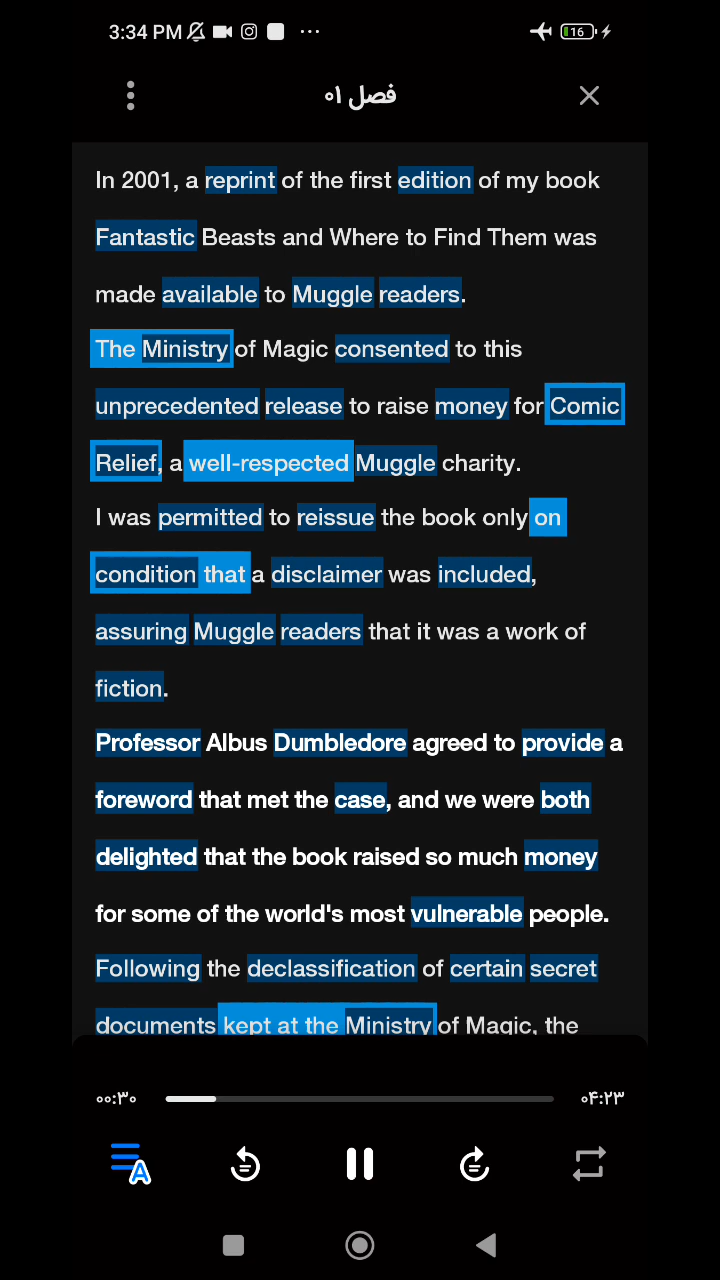 3:34 PM
16
فصل ۰۱
In 2001, a reprint of the first edition of my book
Fantastic Beasts and Where to Find Them was
made available to Muggle readers.
The Ministry of Magic consented to this
unprecedented release to raise money for Comic
Relief, a well-respected Muggle charity.
I was permitted to reissue the book only on
condition that a disclaimer was included,
assuring Muggle readers that it was a work of
fiction.
Professor Albus Dumbledore agreed to provide a
foreword that met the case, and we were both
delighted that the book raised so much money
for some of the world's most vulnerable people.
Following the declassification of certain secret
documents kept at the Ministry of Magic, the
۰۰:۳۰
۰۴:۲۳
A